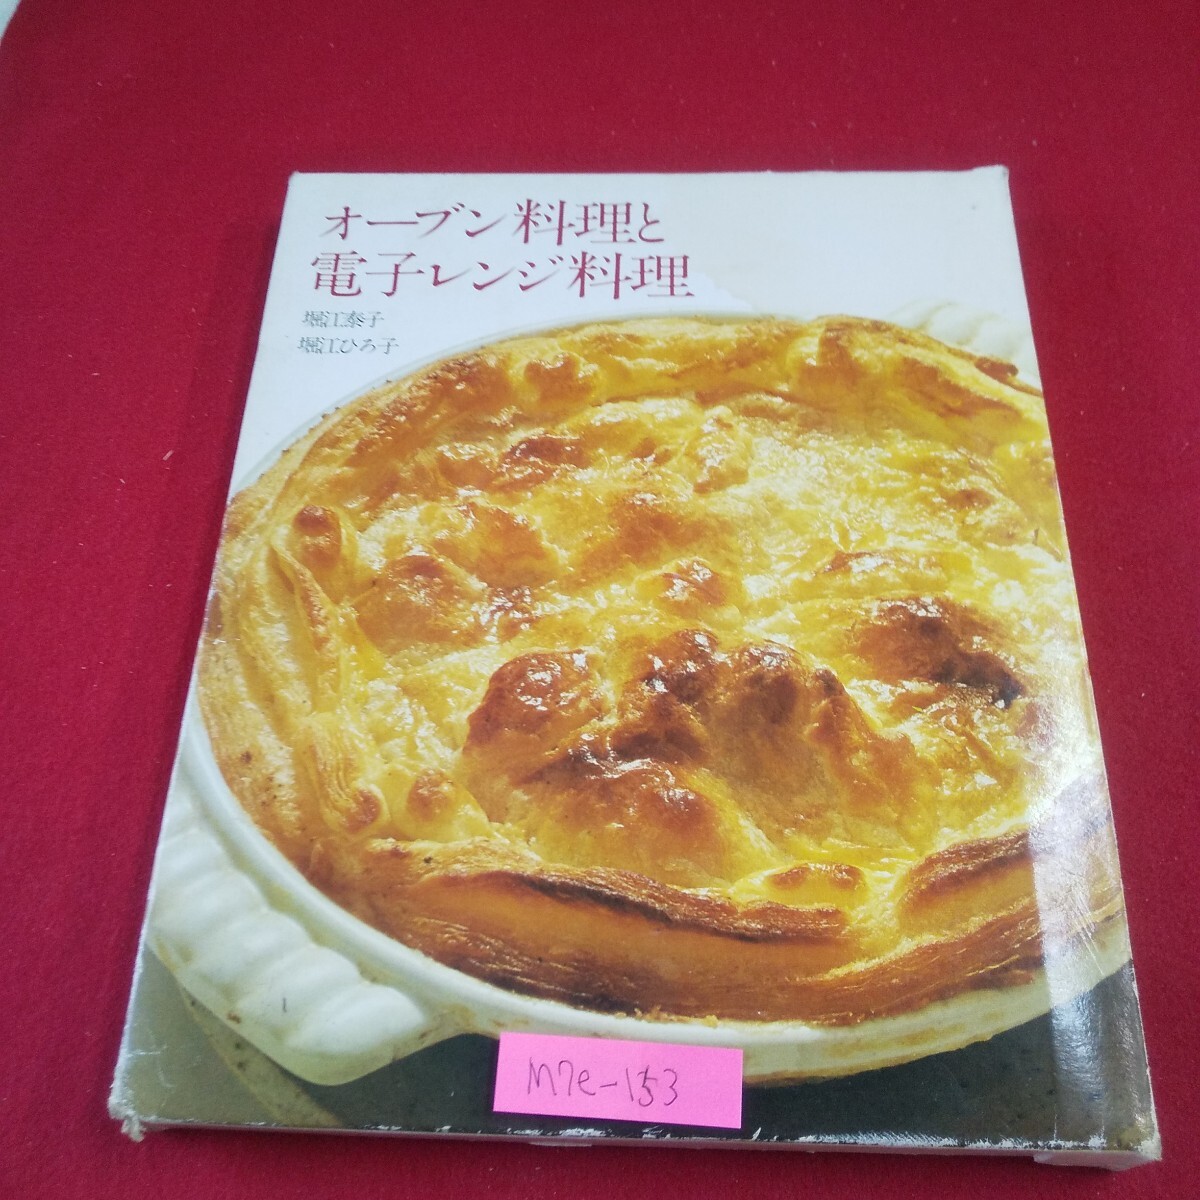 オーブン料理と
電子レンジ料理
堀江泰子
堀江ひろ子
M7e-153